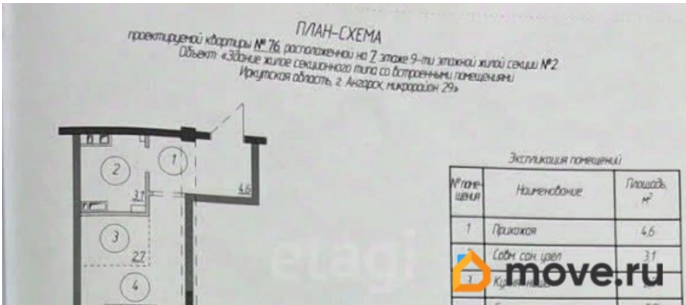 ПЛАН-СХЕМА
проектируемой квартиры №76, расположенной на 7 этаже 9-ти этажной жилой секции №2
Объект: «Здание жилое секционного типа со встроенными помещениями
Иркутская область, г. Ангарск, микрорайон 29»
1
2
3,1
4,6
3
2,7
4
Экспликация помещений
№ поме-
щения
Наименование
Площадь,
м²
1
Прихожая
4,6
2
Совм. сан. узел
3,1
3
etagi
move.ru